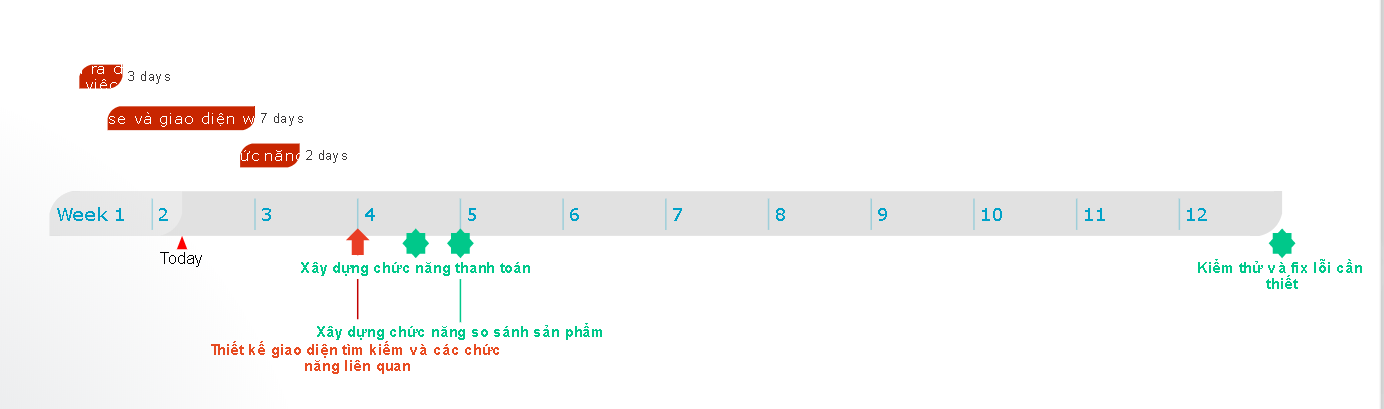 ra
việc
3 days
se và giao diện w
7 days
ức năng
2 days
Week 1 2 3 4 5 6 7 8 9 10 11 12
Today
Xây dựng chức năng thanh toán
Kiểm thử và fix lỗi cần
thiết
Xây dựng chức năng so sánh sản phẩm
Thiết kế giao diện tìm kiếm và các chức
năng liên quan